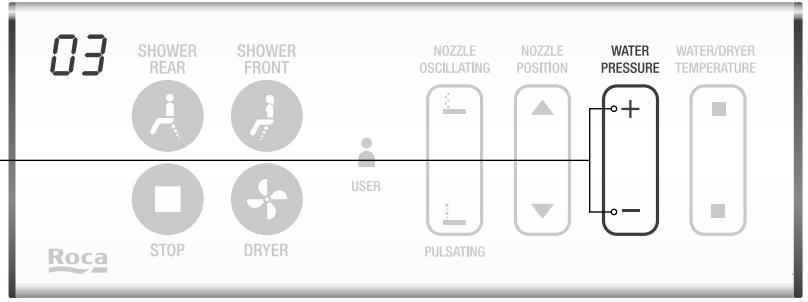 03
SHOWER
REAR
SHOWER
FRONT
NOZZLE
OSCILLATING
NOZZLE
POSITION
WATER
PRESSURE
WATER/DRYER
TEMPERATURE
+
−
USER
STOP
DRYER
PULSATING
Roca